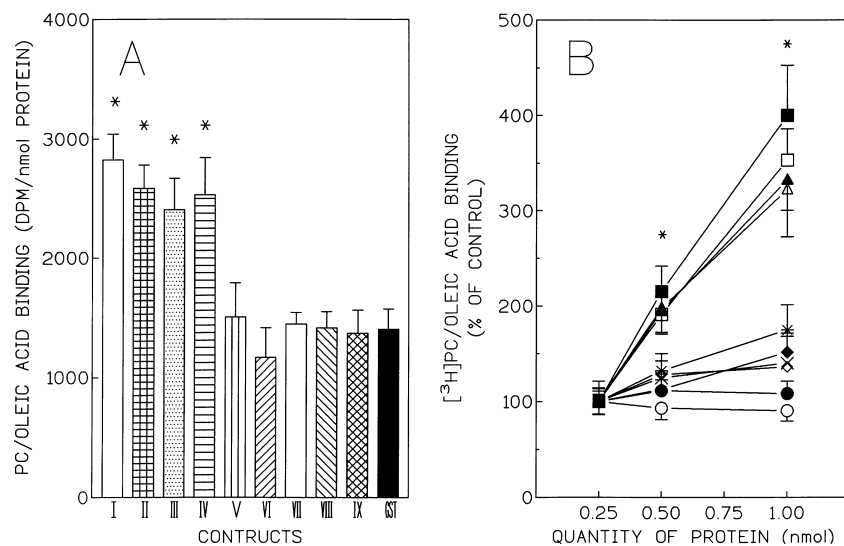 A
PC/OLEIC ACID BINDING (DPM/nmol PROTEIN)
4000
3000
2000
1000
0
* * * *
I II III IV V VI VII VIII IX GST
CONTRUCTS
B
[³H]PC/OLEIC ACID BINDING
(% OF CONTROL)
500
400
300
200
100
0
*
*
0.25 0.50 0.75 1.00
QUANTITY OF PROTEIN (nmol)